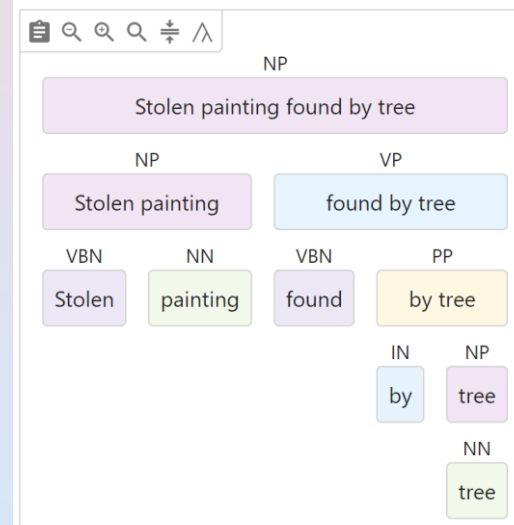 NP
Stolen painting found by tree
NP VP
Stolen painting found by tree
VBN NN VBN PP
Stolen painting found by tree
IN NP
by tree
NN
tree